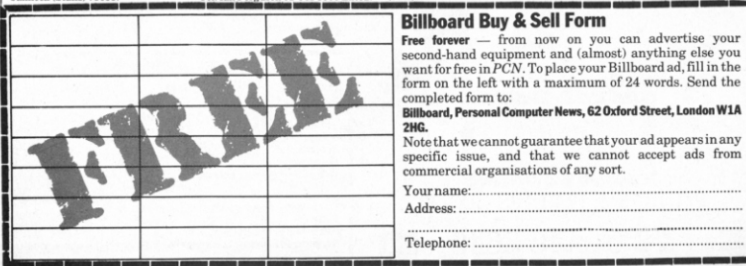 FREE
Billboard Buy & Sell Form
Free forever — from now on you can advertise your
second-hand equipment and (almost) anything else you
want for free in PCN. To place your Billboard ad, fill in the
form on the left with a maximum of 24 words. Send the
completed form to:
Billboard, Personal Computer News, 62 Oxford Street, London W1A
2HG.
Note that we cannot guarantee that your ad appears in any
specific issue, and that we cannot accept ads from
commercial organisations of any sort.
Your name:
Address:
Telephone: